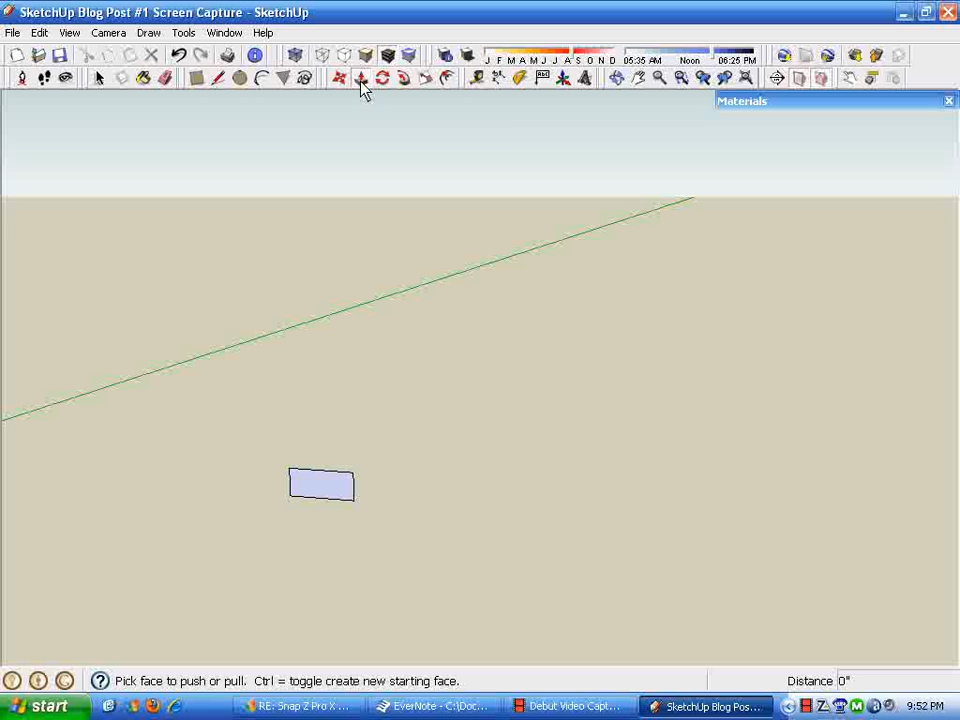 SketchUp Blog Post #1 Screen Capture - SketchUp
File Edit View Camera Draw Tools Window Help
J F M A M J J A S O N D 05:35 AM Noon 06:25 PM
Materials
Pick face to push or pull. Ctrl = toggle create new starting face. Distance 0"
start RE: Snap Z Pro X ... EverNote - C:\Doc... Debut Video Capt... SketchUp Blog Pos... 9:52 PM